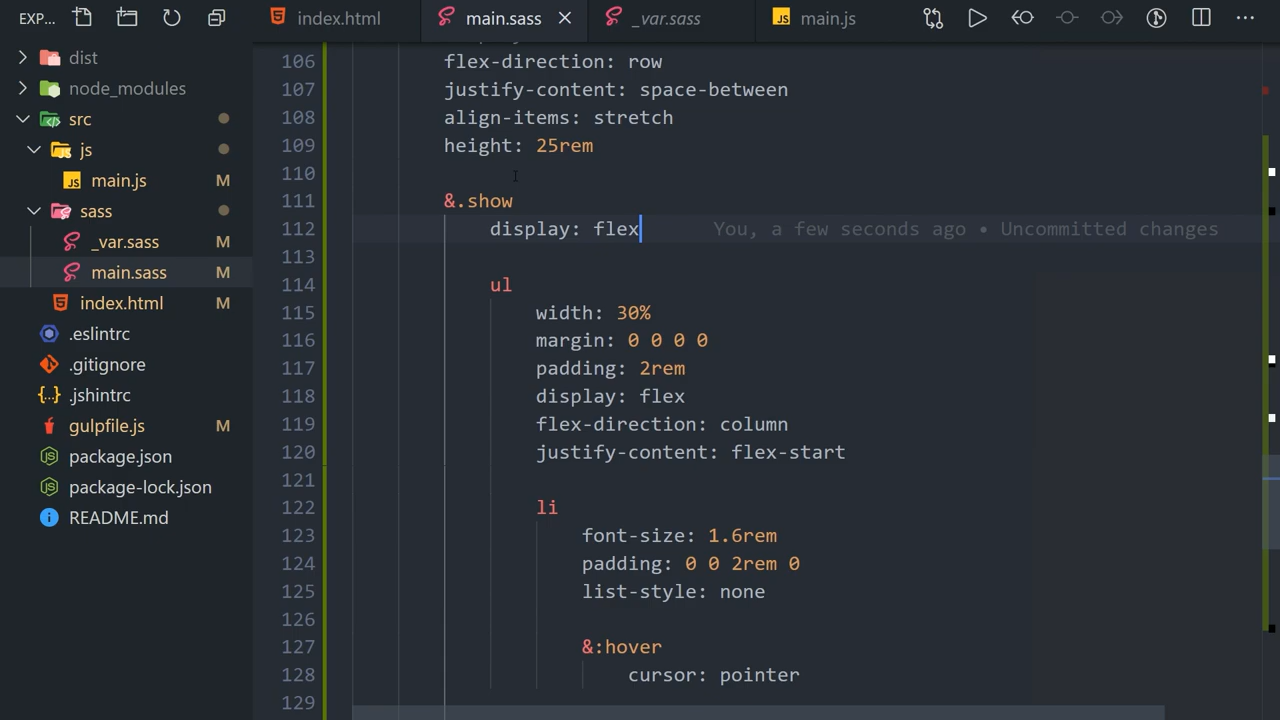 EXP...
index.html
main.sass
_var.sass
JS main.js
dist
node_modules
src
js
JS main.js M
sass
_var.sass M
main.sass M
index.html M
.eslintrc
.gitignore
.jshintrc
gulpfile.js M
package.json
package-lock.json
README.md
106 flex-direction: row
107 justify-content: space-between
108 align-items: stretch
109 height: 25rem
110
111 &.show
112 display: flex You, a few seconds ago • Uncommitted changes
113
114 ul
115 width: 30%
116 margin: 0 0 0 0
117 padding: 2rem
118 display: flex
119 flex-direction: column
120 justify-content: flex-start
121
122 li
123 font-size: 1.6rem
124 padding: 0 0 2rem 0
125 list-style: none
126
127 &:hover
128 cursor: pointer
129